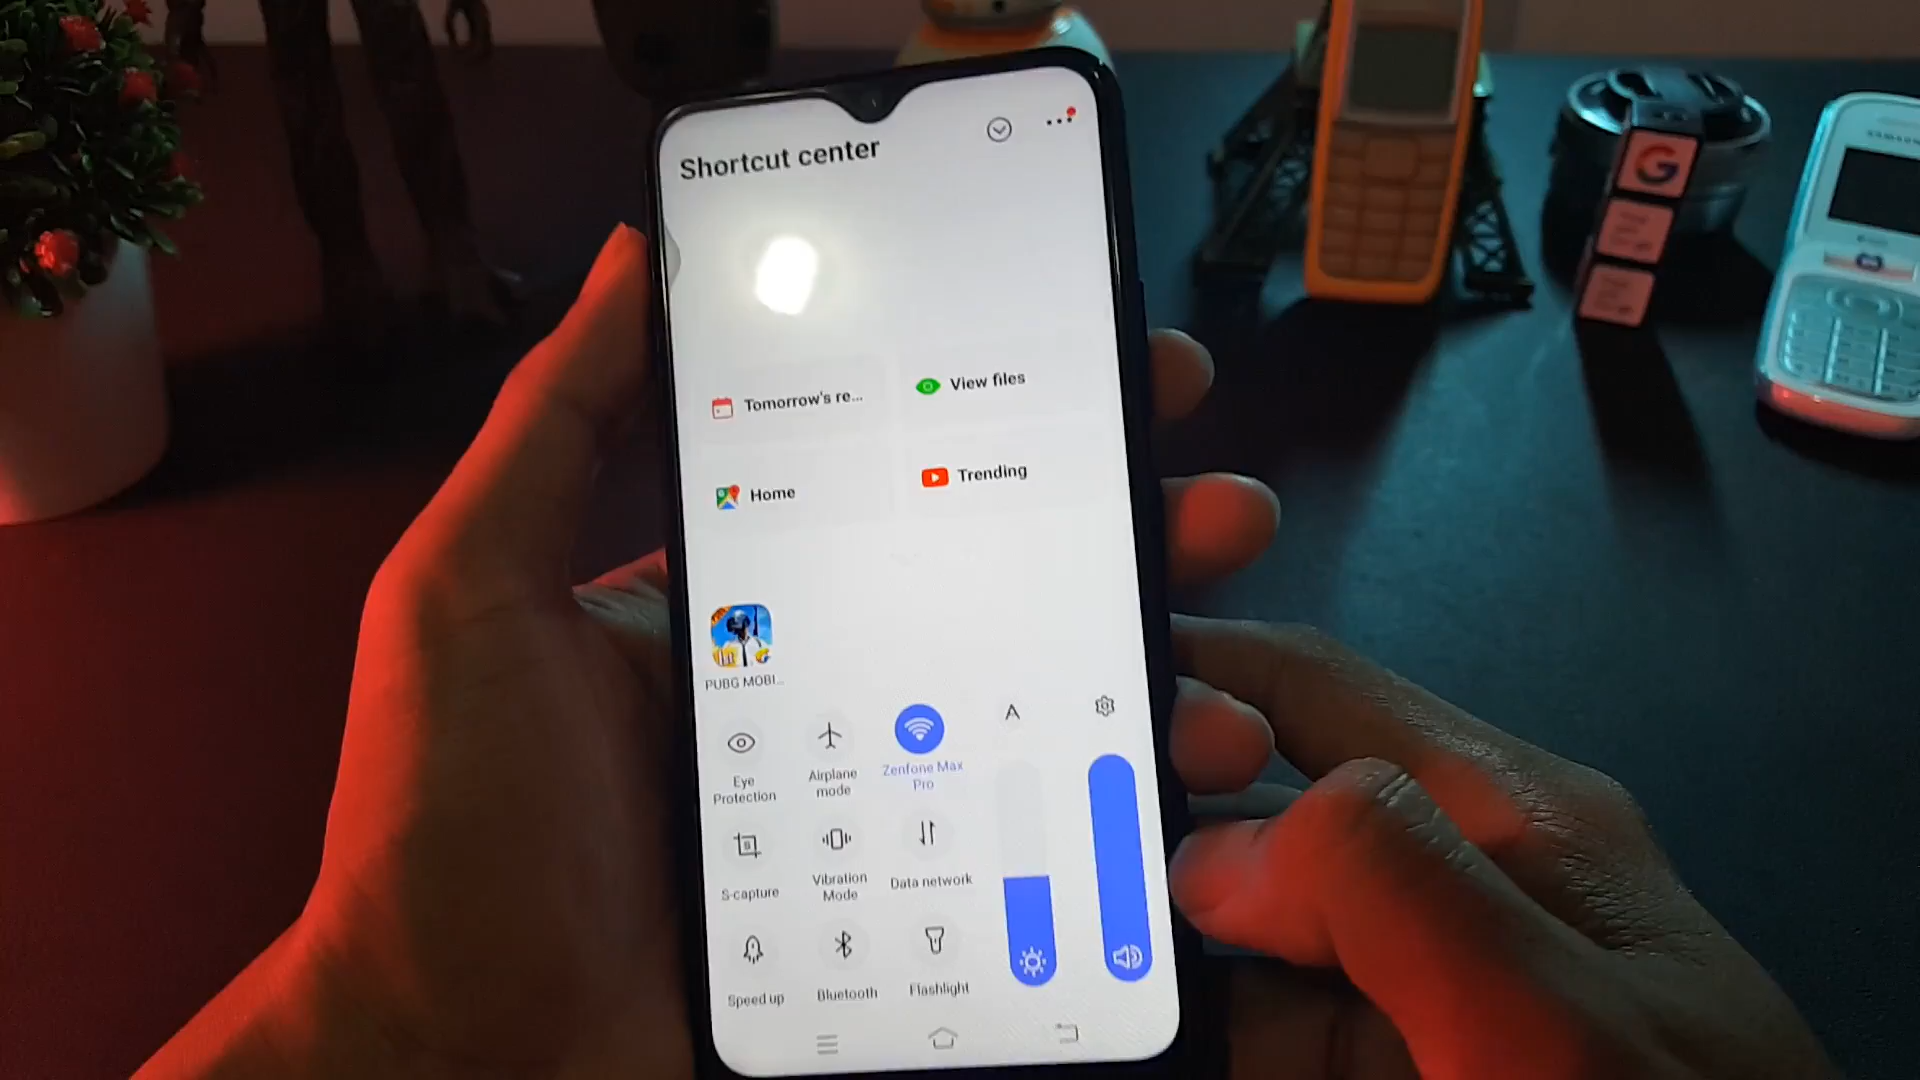 Shortcut center
Tomorrow's re...
View files
Home
Trending
PUBG MOBI...
A
Eye
Protection
Airplane
mode
Zenfone Max
Pro
S-capture
Vibration
Mode
Data network
Speed up
Bluetooth
Flashlight
G
SAMSUNG